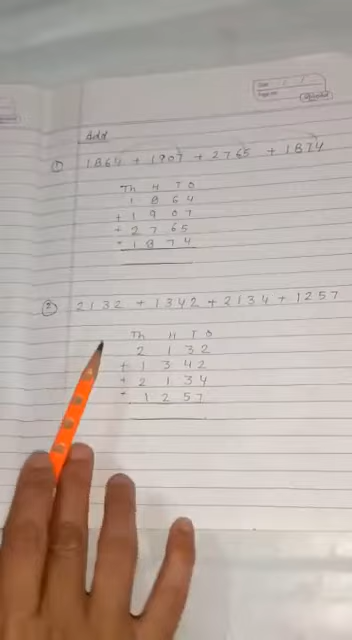 Add
① 1864 + 1907 + 2765 + 1874
Th H T O
1 8 6 4
+ 1 9 0 7
+ 2 7 6 5
+ 1 8 7 4
② 2132 + 1342 + 2134 + 1257
Th H T O
2 1 3 2
+ 1 3 4 2
+ 2 1 3 4
+ 1 2 5 7